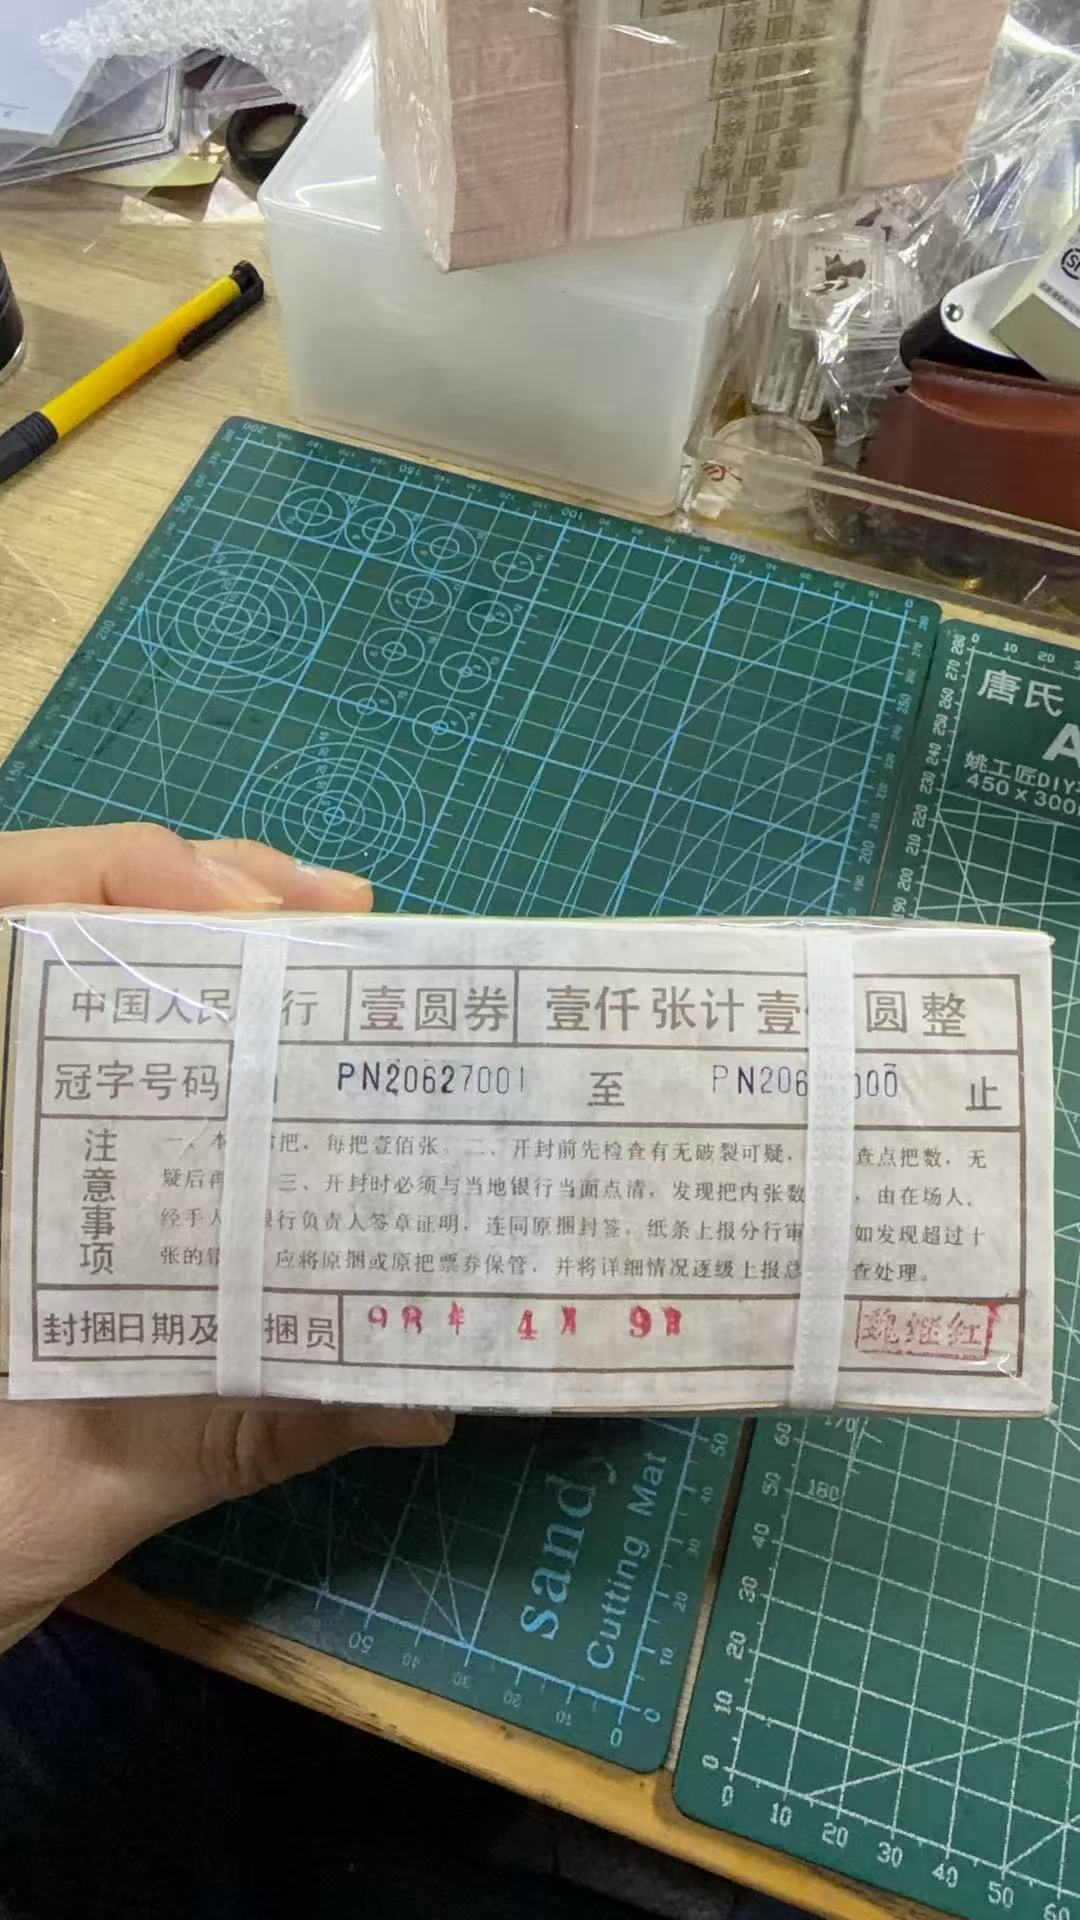 中国人民 行 壹圆券 壹仟张计壹 圆整
冠字号码 PN20627001 至 PN206 000 止
注意事项
一、本 拾把，每把壹佰张。二、开封前先检查有无破裂可疑， 查点把数，无
疑后再 三、开封时必须与当地银行当面点清，发现把内张数 ，由在场人、
经手人 银行负责人签章证明，连同原捆封签，纸条上报分行审 如发现超过十
张的错 应将原捆或原把票券保管，并将详细情况逐级上报总 查处理。
封捆日期及 捆员 98年 4月 9日 魏继红
唐氏
A
姚工匠DIY
450×300
sandy
Cutting Mat